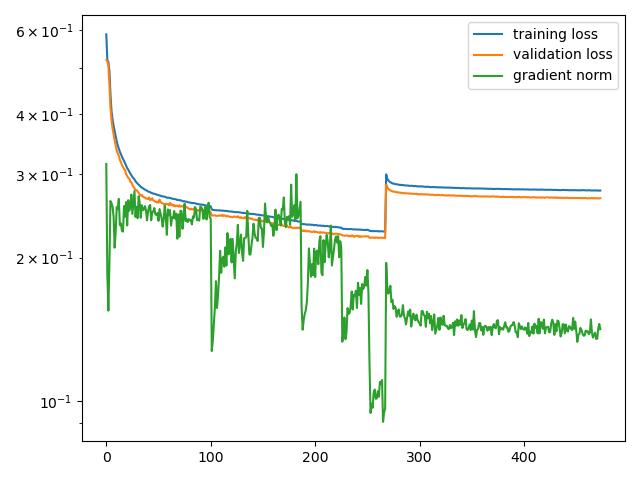 6 × 10⁻¹
4 × 10⁻¹
3 × 10⁻¹
2 × 10⁻¹
10⁻¹
training loss
validation loss
gradient norm
0 100 200 300 400